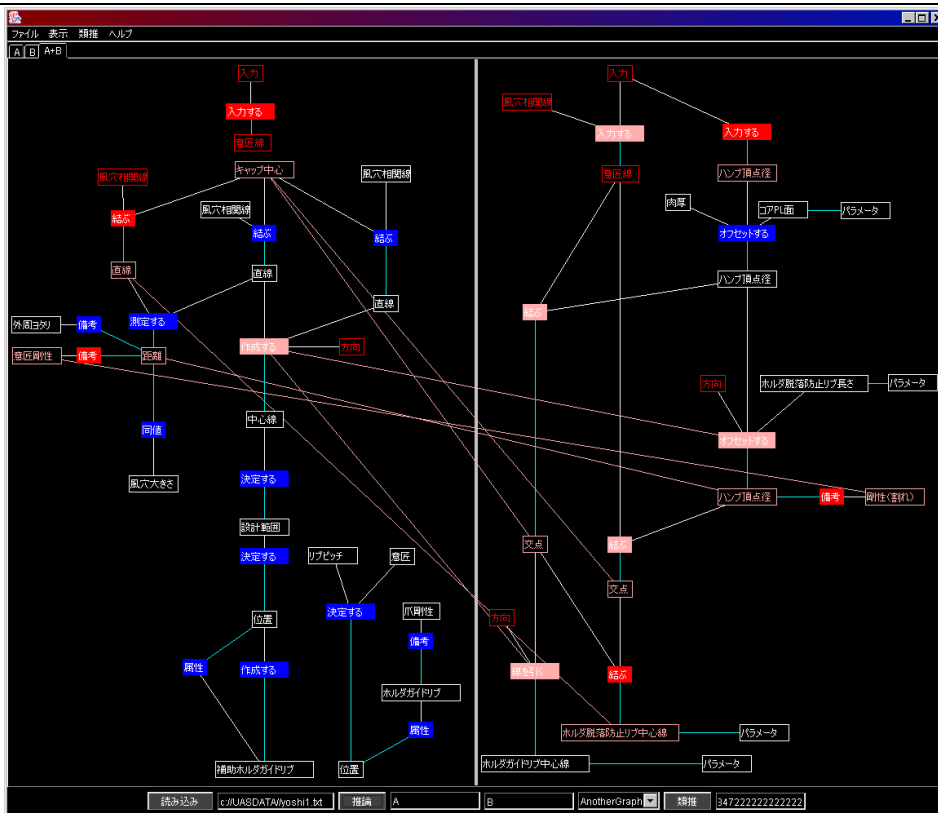 ファイル 表示 類推 ヘルプ
A B A+B
入力
入力する
意匠線
キャップ中心
風穴相関線
風穴相関線
風穴相関線
結ぶ
結ぶ
結ぶ
直線
直線
直線
外周ヨタリ
備考
測定する
作成する
方向
意匠剛性
備考
距離
中心線
同値
風穴大きさ
決定する
設計範囲
決定する
リブピッチ
意匠
位置
決定する
爪剛性
備考
属性
作成する
ホルダガイドリブ
属性
補助ホルダガイドリブ
位置
入力
風穴相関線
入力する
入力する
意匠線
ハンプ頂点径
肉厚
コアPL面
パラメータ
オフセットする
ハンプ頂点径
結ぶ
方向
ホルダ脱落防止リブ長さ
パラメータ
オフセットする
ハンプ頂点径
備考
剛性(割れ)
交点
結ぶ
交点
方向
線を引く
結ぶ
ホルダ脱落防止リブ中心線
パラメータ
ホルダガイドリブ中心線
パラメータ
読み込み c://UASDATA//yoshi1.txt 推論 A B AnotherGraph 類推 347222222222222